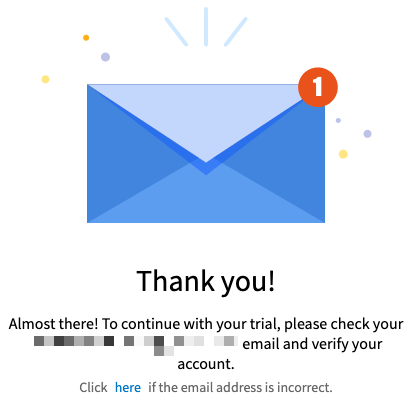 1
Thank you!
Almost there! To continue with your trial, please check your
email and verify your
account.
Click here if the email address is incorrect.